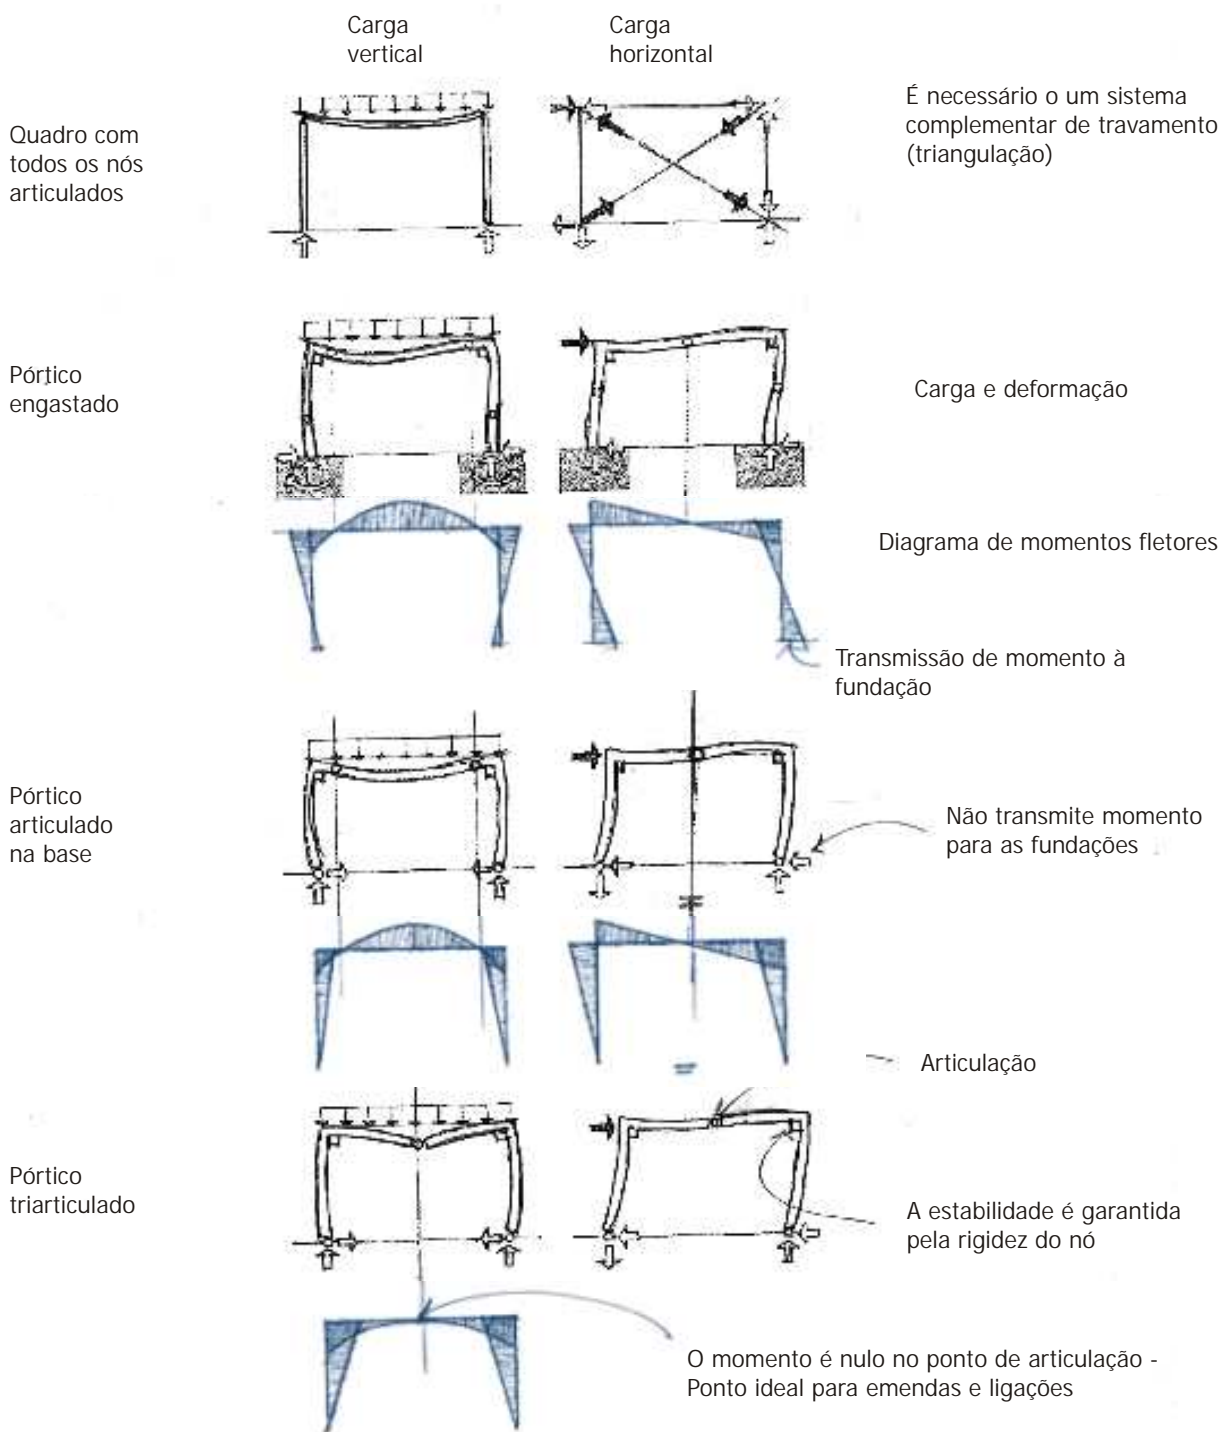 Carga
vertical
Carga
horizontal
Quadro com
todos os nós
articulados
É necessário o um sistema
complementar de travamento
(triangulação)
Pórtico
engastado
Carga e deformação
Diagrama de momentos fletores
Transmissão de momento à
fundação
Pórtico
articulado
na base
Não transmite momento
para as fundações
Articulação
Pórtico
triarticulado
A estabilidade é garantida
pela rigidez do nó
O momento é nulo no ponto de articulação -
Ponto ideal para emendas e ligações